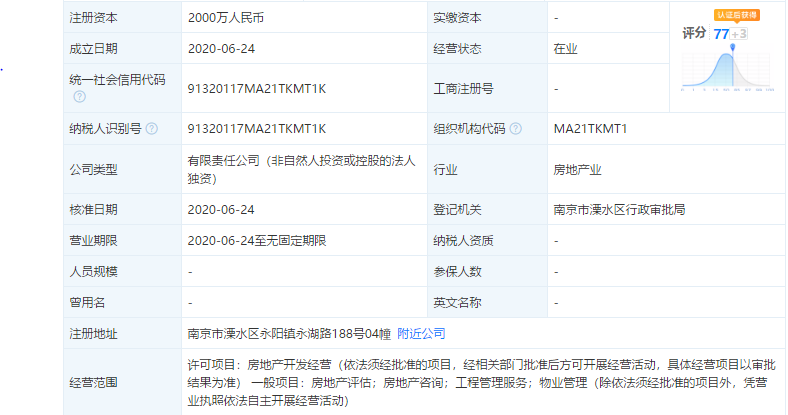 注册资本 2000万人民币 实缴资本 - 认证后获得
评分 77 +3
成立日期 2020-06-24 经营状态 在业
统一社会信用代码 91320117MA21TKMT1K 工商注册号 -
纳税人识别号 91320117MA21TKMT1K 组织机构代码 MA21TKMT1
公司类型 有限责任公司（非自然人投资或控股的法人
独资） 行业 房地产业
核准日期 2020-06-24 登记机关 南京市溧水区行政审批局
营业期限 2020-06-24至无固定期限 纳税人资质 -
人员规模 - 参保人数 -
曾用名 - 英文名称 -
注册地址 南京市溧水区永阳镇永湖路188号04幢 附近公司
经营范围 许可项目：房地产开发经营（依法须经批准的项目，经相关部门批准后方可开展经营活动，具体经营项目以审批
结果为准） 一般项目：房地产评估；房地产咨询；工程管理服务；物业管理（除依法须经批准的项目外，凭营
业执照依法自主开展经营活动）